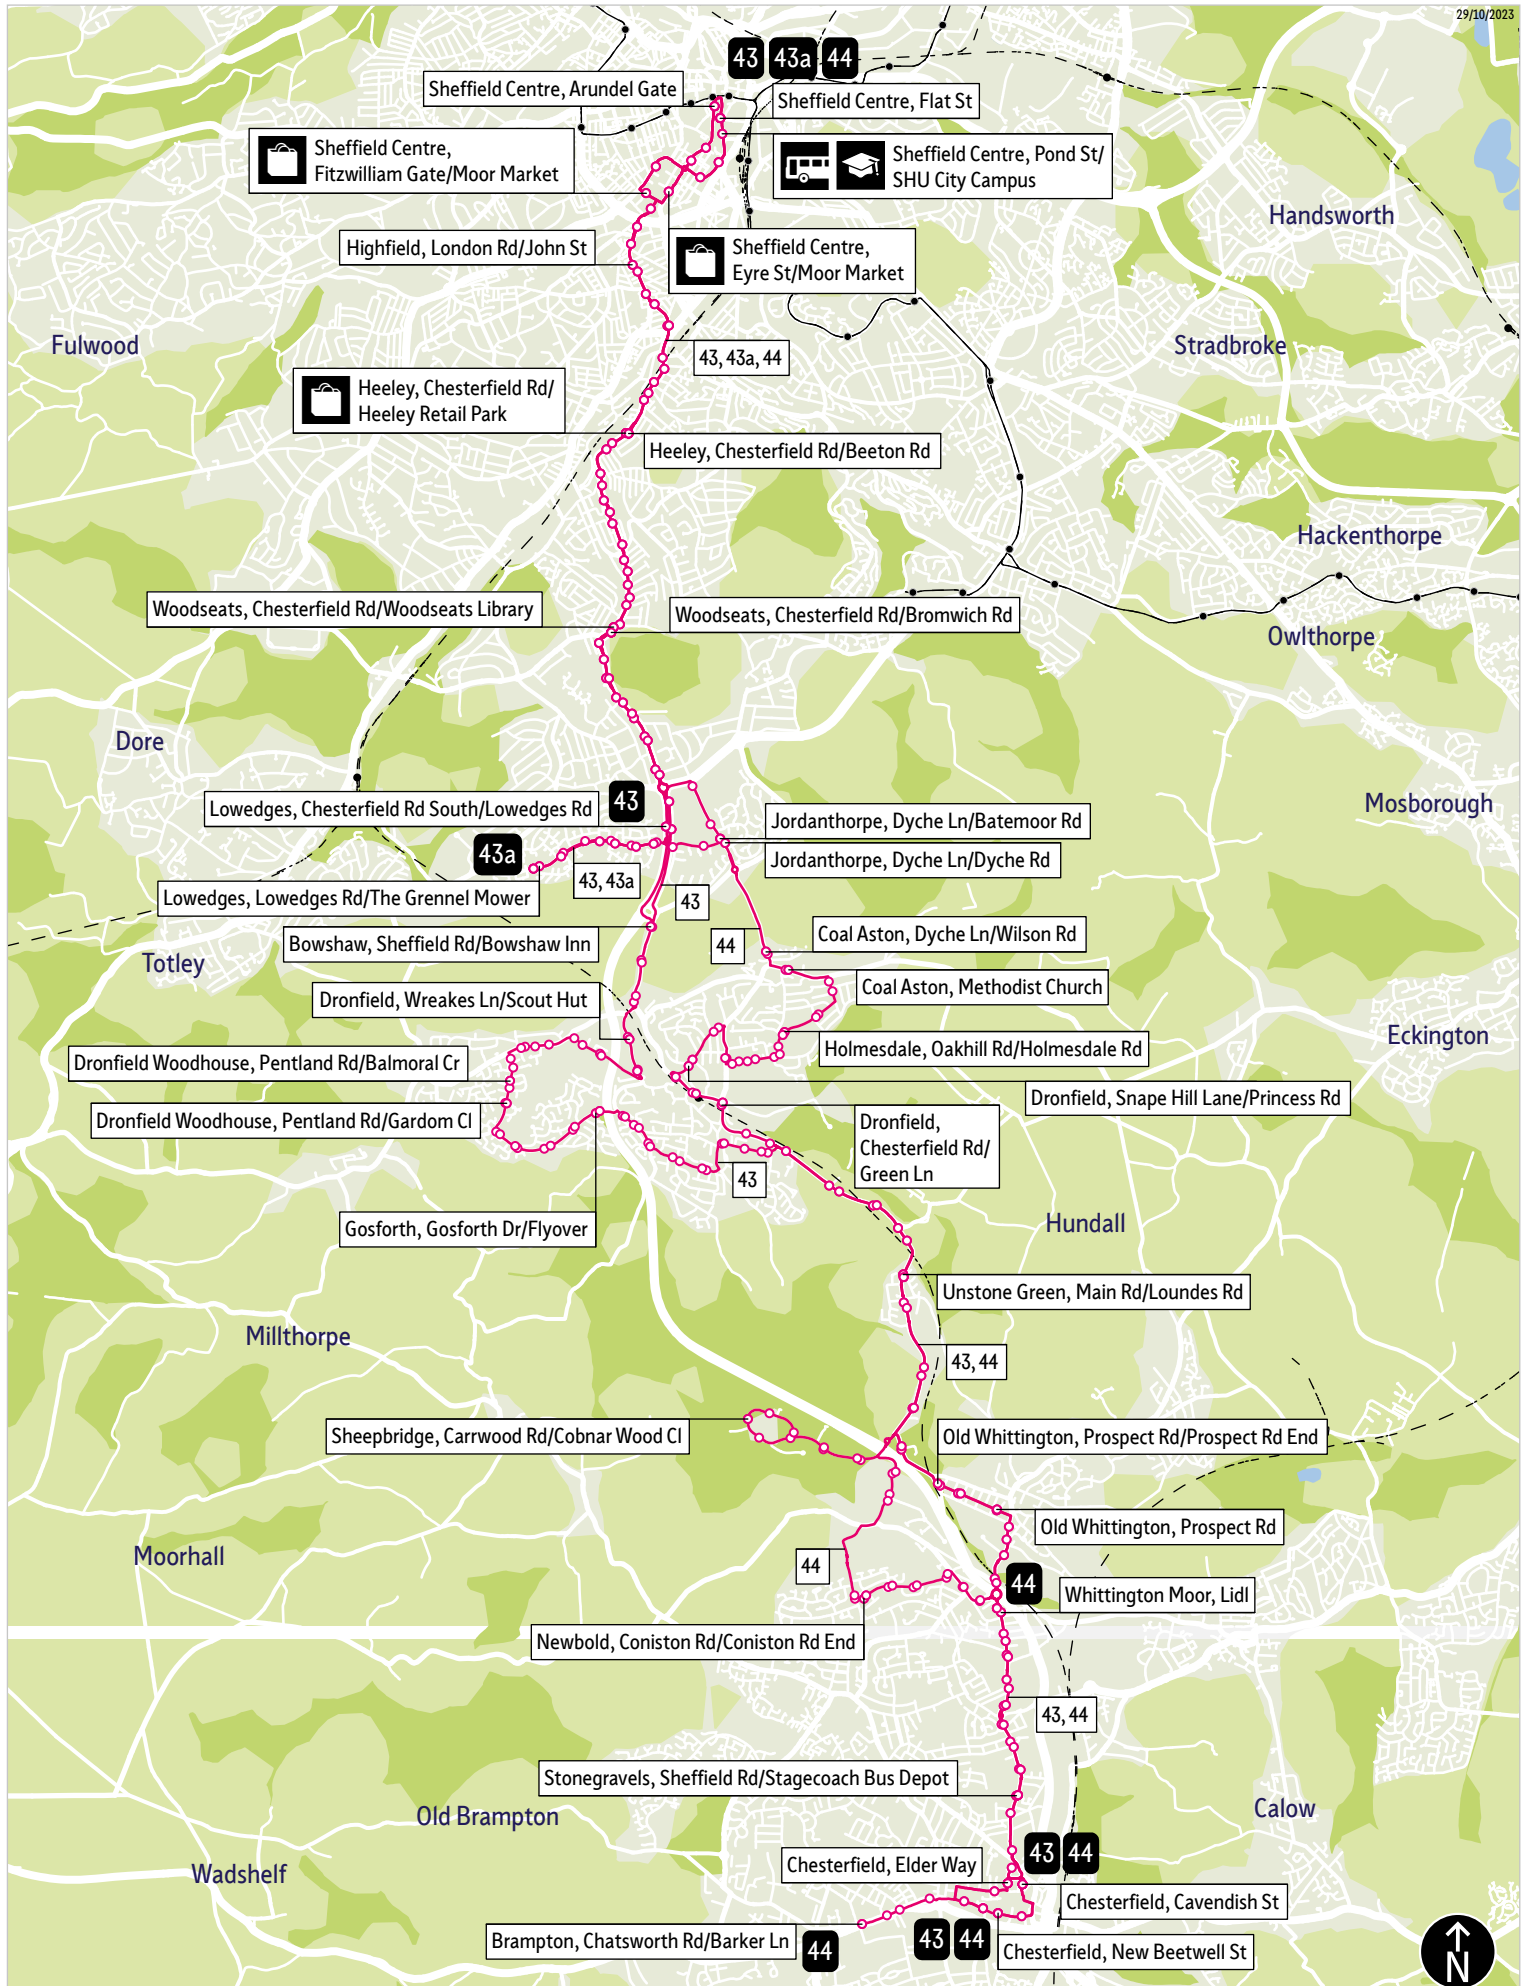 29/10/2023
43 43a 44
Sheffield Centre, Arundel Gate
Sheffield Centre, Flat St
Sheffield Centre,
Fitzwilliam Gate/Moor Market
Sheffield Centre, Pond St/
SHU City Campus
Handsworth
Highfield, London Rd/John St
Sheffield Centre,
Eyre St/Moor Market
Fulwood
Stradbroke
43, 43a, 44
Heeley, Chesterfield Rd/
Heeley Retail Park
Heeley, Chesterfield Rd/Beeton Rd
Hackenthorpe
Woodseats, Chesterfield Rd/Woodseats Library
Woodseats, Chesterfield Rd/Bromwich Rd
Owlthorpe
Dore
Mosborough
Lowedges, Chesterfield Rd South/Lowedges Rd
43
Jordanthorpe, Dyche Ln/Batemoor Rd
43a
Jordanthorpe, Dyche Ln/Dyche Rd
43, 43a
Lowedges, Lowedges Rd/The Grennel Mower
43
Bowshaw, Sheffield Rd/Bowshaw Inn
44
Coal Aston, Dyche Ln/Wilson Rd
Totley
Coal Aston, Methodist Church
Dronfield, Wreakes Ln/Scout Hut
Eckington
Holmesdale, Oakhill Rd/Holmesdale Rd
Dronfield Woodhouse, Pentland Rd/Balmoral Cr
Dronfield, Snape Hill Lane/Princess Rd
Dronfield Woodhouse, Pentland Rd/Gardom Cl
Dronfield,
Chesterfield Rd/
Green Ln
43
Gosforth, Gosforth Dr/Flyover
Hundall
Unstone Green, Main Rd/Loundes Rd
Millthorpe
43, 44
Sheepbridge, Carrwood Rd/Cobnar Wood Cl
Old Whittington, Prospect Rd/Prospect Rd End
Old Whittington, Prospect Rd
Moorhall
44
44
Whittington Moor, Lidl
Newbold, Coniston Rd/Coniston Rd End
43, 44
Stonegravels, Sheffield Rd/Stagecoach Bus Depot
Old Brampton
Calow
43 44
Chesterfield, Elder Way
Wadshelf
Chesterfield, Cavendish St
Brampton, Chatsworth Rd/Barker Ln
44
43 44
Chesterfield, New Beetwell St
N